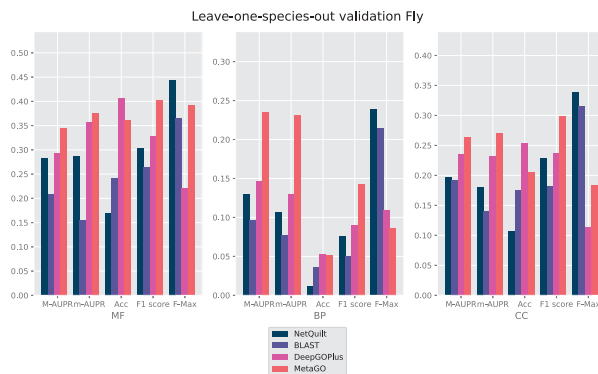 Leave-one-species-out validation Fly
0.50
0.45
0.40
0.35
0.30
0.25
0.20
0.15
0.10
0.05
0.00
M-AUPR m-AUPR Acc F1 score F-Max
MF
0.30
0.25
0.20
0.15
0.10
0.05
0.00
M-AUPR m-AUPR Acc F1 score F-Max
BP
0.40
0.35
0.30
0.25
0.20
0.15
0.10
0.05
0.00
M-AUPR m-AUPR Acc F1 score F-Max
CC
NetQuilt
BLAST
DeepGOPlus
MetaGO